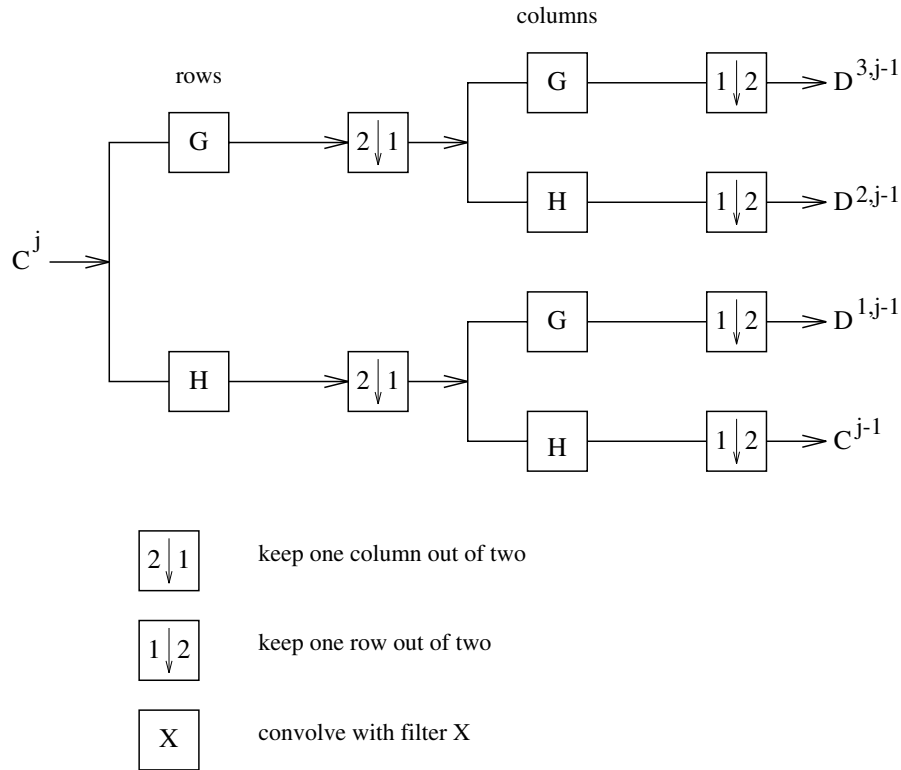 columns
rows
G 1↓2 D^3,j-1
G 2↓1
H 1↓2 D^2,j-1
C^j
G 1↓2 D^1,j-1
H 2↓1
H 1↓2 C^j-1
2↓1 keep one column out of two
1↓2 keep one row out of two
X convolve with filter X